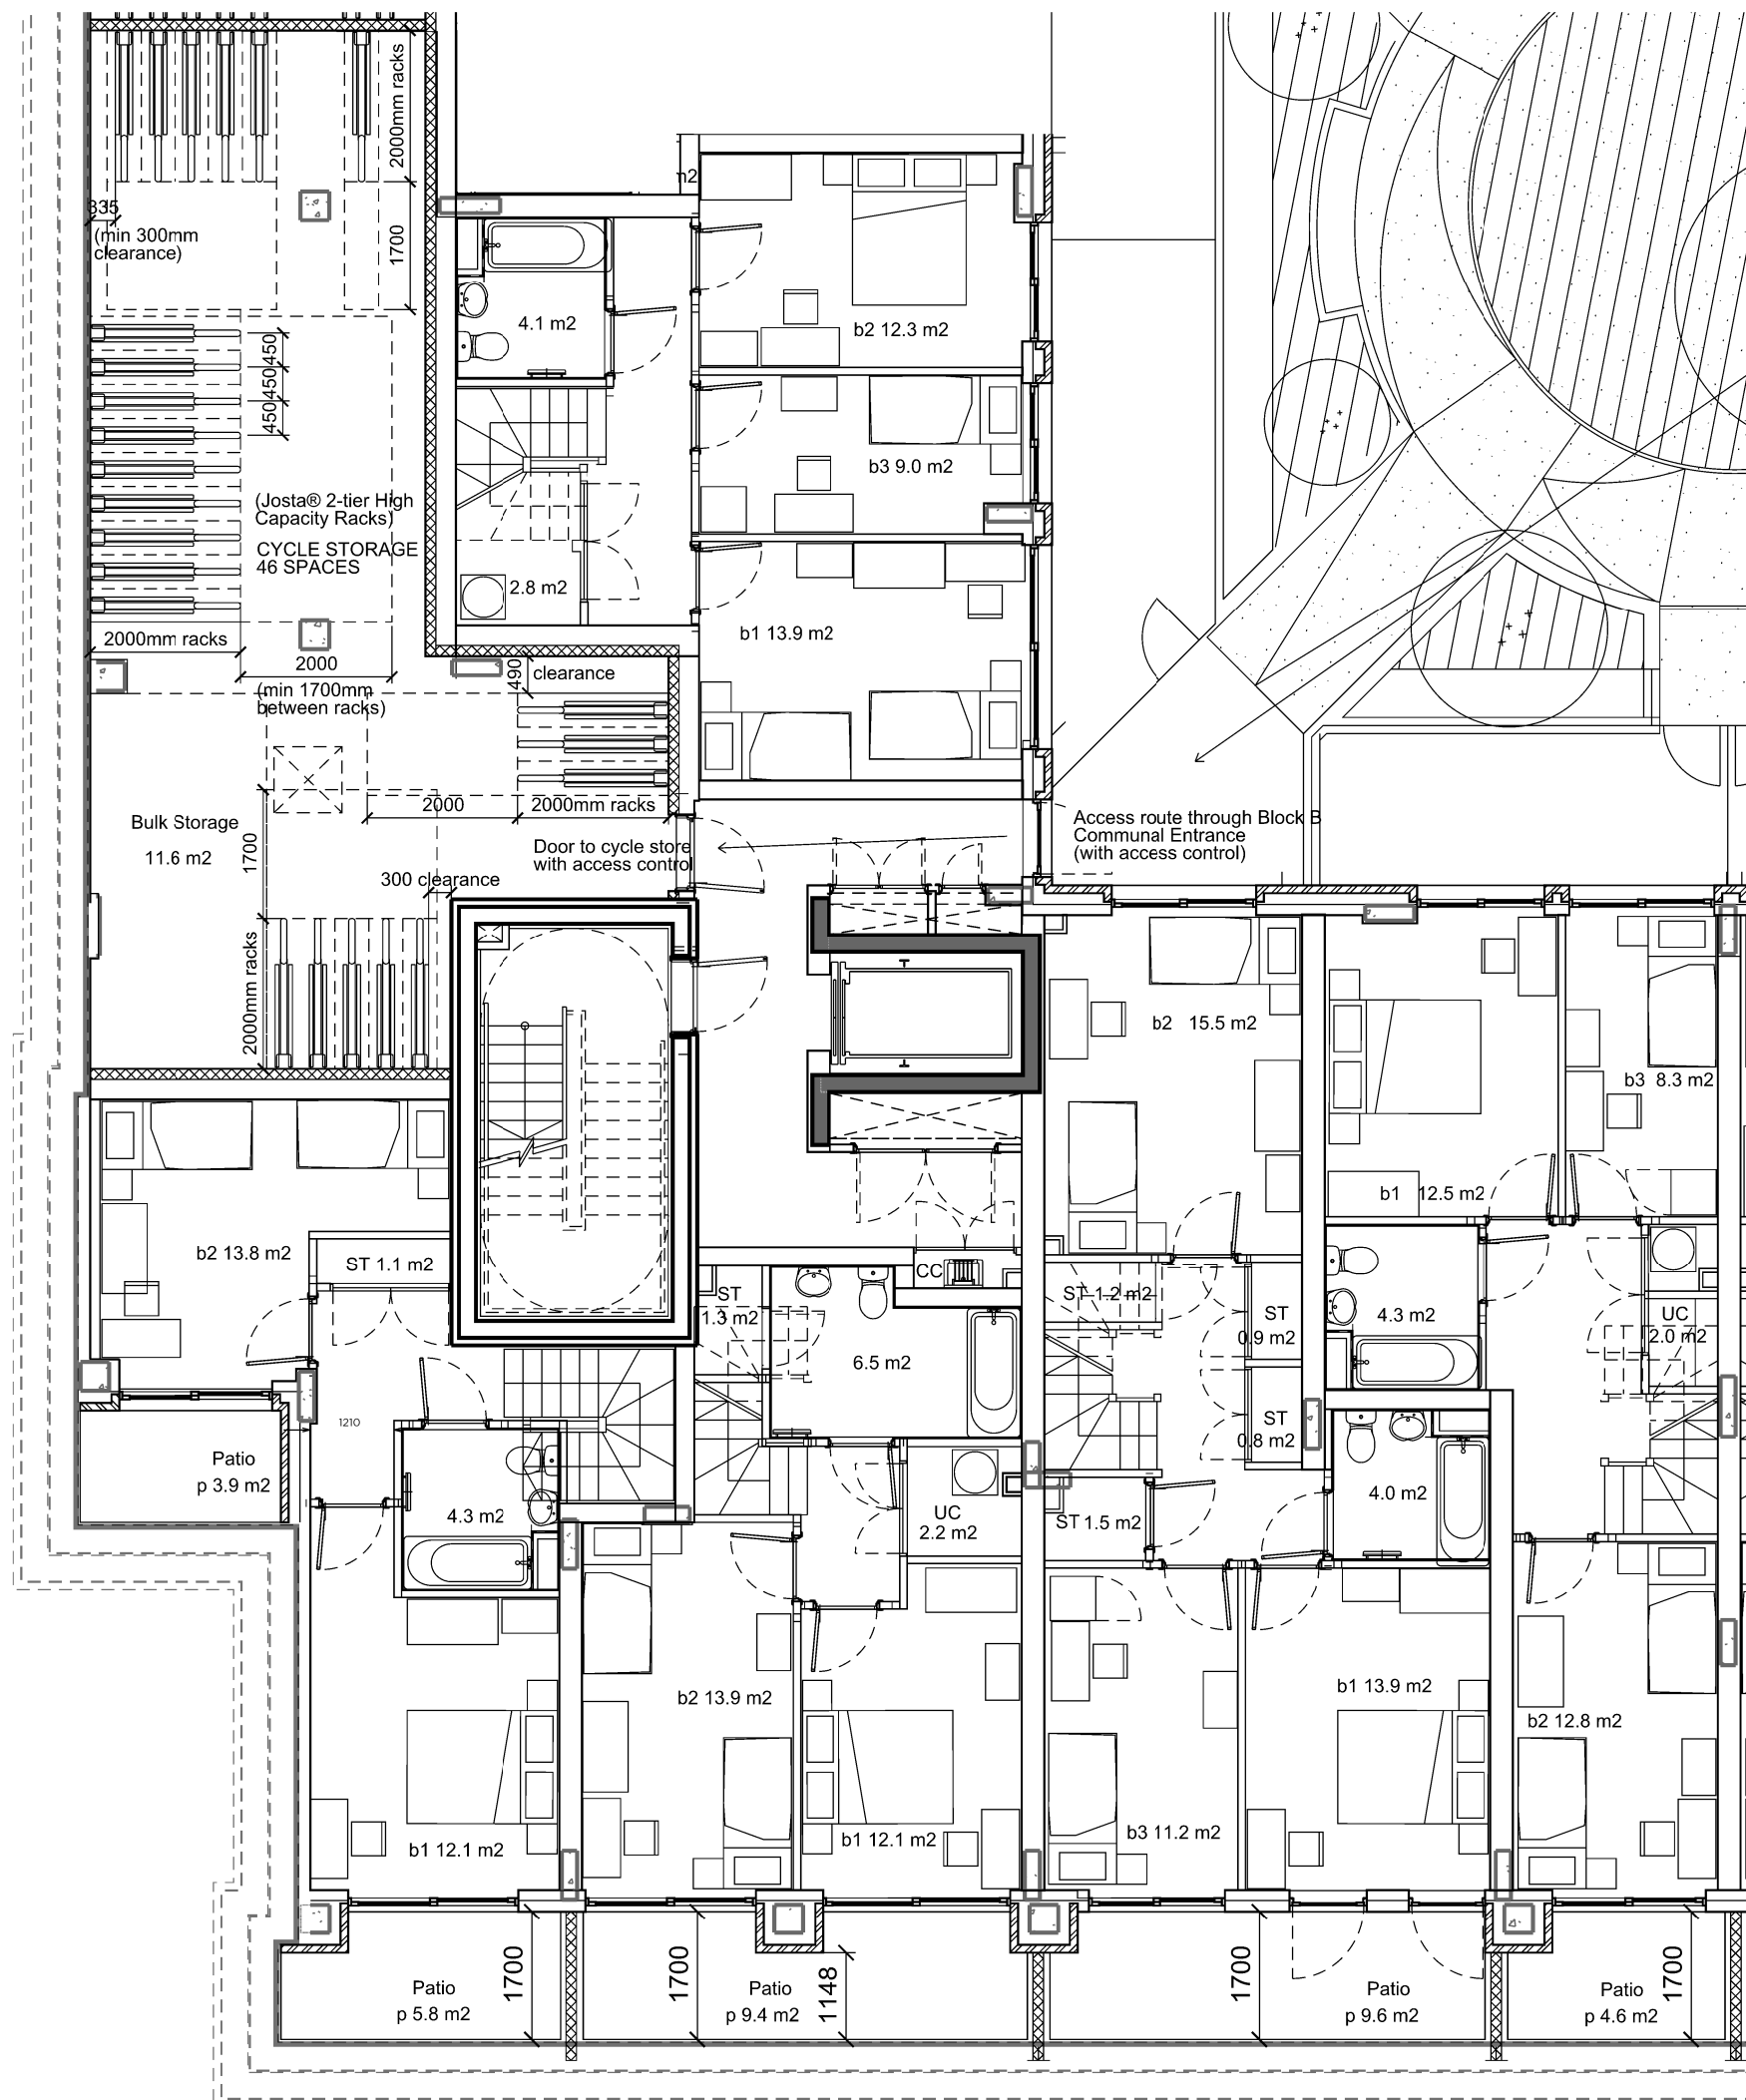 2000mm racks
335
(min 300mm
clearance)
1700
4.1 m2
b2 12.3 m2
450
450
450
b3 9.0 m2
(Josta® 2-tier High
Capacity Racks)
CYCLE STORAGE
46 SPACES
2.8 m2
b1 13.9 m2
2000mm racks
2000
(min 1700mm
between racks)
490
clearance
2000
2000mm racks
Bulk Storage
11.6 m2
1700
300 clearance
2000mm racks
Door to cycle store
with access control
Access route through Block B
Communal Entrance
(with access control)
b2 15.5 m2
b3 8.3 m2
b1 12.5 m2
b2 13.8 m2
ST 1.1 m2
CC
ST
1.3 m2
6.5 m2
ST 1.2 m2
ST
0.9 m2
4.3 m2
UC
2.0 m2
ST
0.8 m2
1210
Patio
p 3.9 m2
4.3 m2
UC
2.2 m2
ST 1.5 m2
4.0 m2
b2 13.9 m2
b1 13.9 m2
b2 12.8 m2
b1 12.1 m2
b1 12.1 m2
b3 11.2 m2
Patio
p 5.8 m2
1700
1700
Patio
p 9.4 m2
1148
1700
Patio
p 9.6 m2
Patio
p 4.6 m2
1700